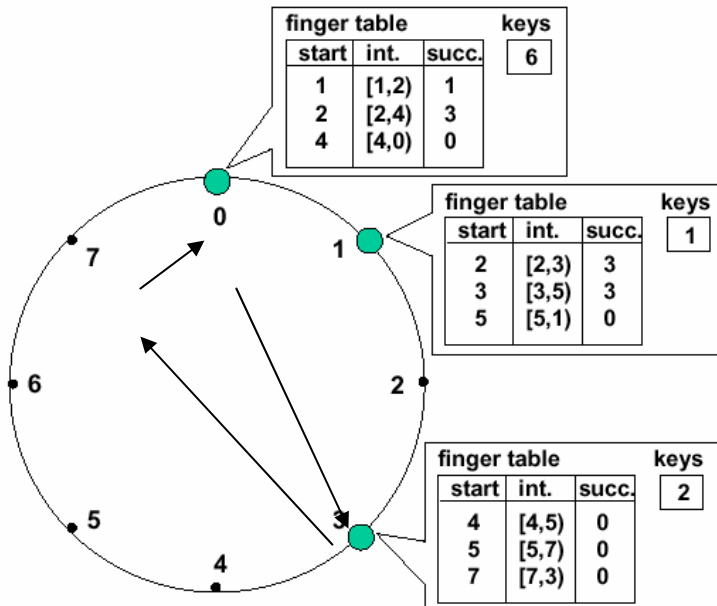 finger table keys
start int. succ. 6
1 [1,2) 1
2 [2,4) 3
4 [4,0) 0
finger table keys
start int. succ. 1
2 [2,3) 3
3 [3,5) 3
5 [5,1) 0
finger table keys
start int. succ. 2
4 [4,5) 0
5 [5,7) 0
7 [7,3) 0
0
1
2
3
4
5
6
7